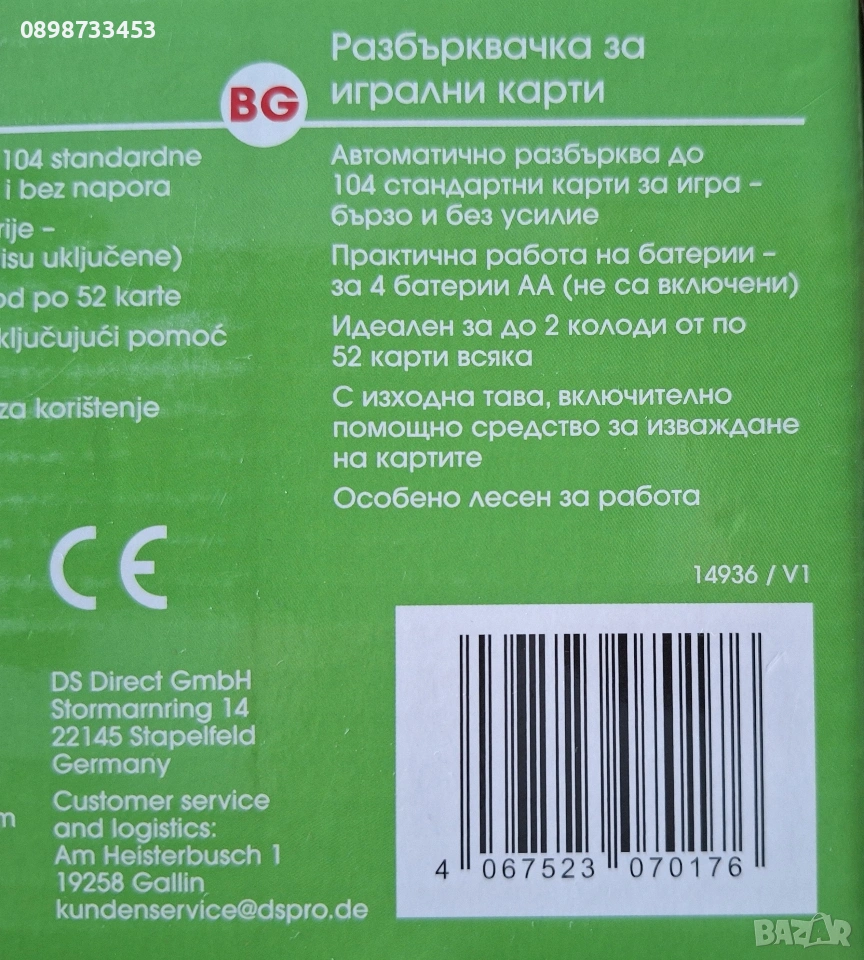 0898733453
Разбърквачка за
игрални карти
BG
104 standardne
i bez napora
rije –
isu uključene)
od po 52 karte
ključujući pomoć
za korištenje
Автоматично разбърква до
104 стандартни карти за игра –
бързо и без усилие
Практична работа на батерии –
за 4 батерии АА (не са включени)
Идеален за до 2 колоди от по
52 карти всяка
С изходна тава, включително
помощно средство за изваждане
на картите
Особено лесен за работа
CE
14936 / V1
DS Direct GmbH
Stormarnring 14
22145 Stapelfeld
Germany
m
Customer service
and logistics:
Am Heisterbusch 1
19258 Gallin
kundenservice@dspro.de
4 067523 070176
BAZAR